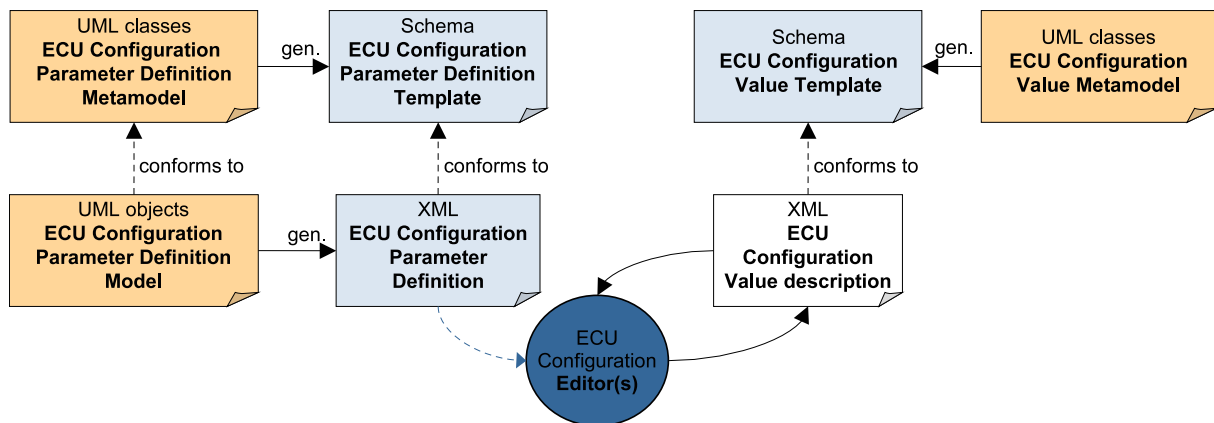 UML classes
ECU Configuration
Parameter Definition
Metamodel
gen.
Schema
ECU Configuration
Parameter Definition
Template
Schema
ECU Configuration
Value Template
gen.
UML classes
ECU Configuration
Value Metamodel
conforms to
conforms to
conforms to
UML objects
ECU Configuration
Parameter Definition
Model
gen.
XML
ECU Configuration
Parameter
Definition
XML
ECU
Configuration
Value description
ECU
Configuration
Editor(s)